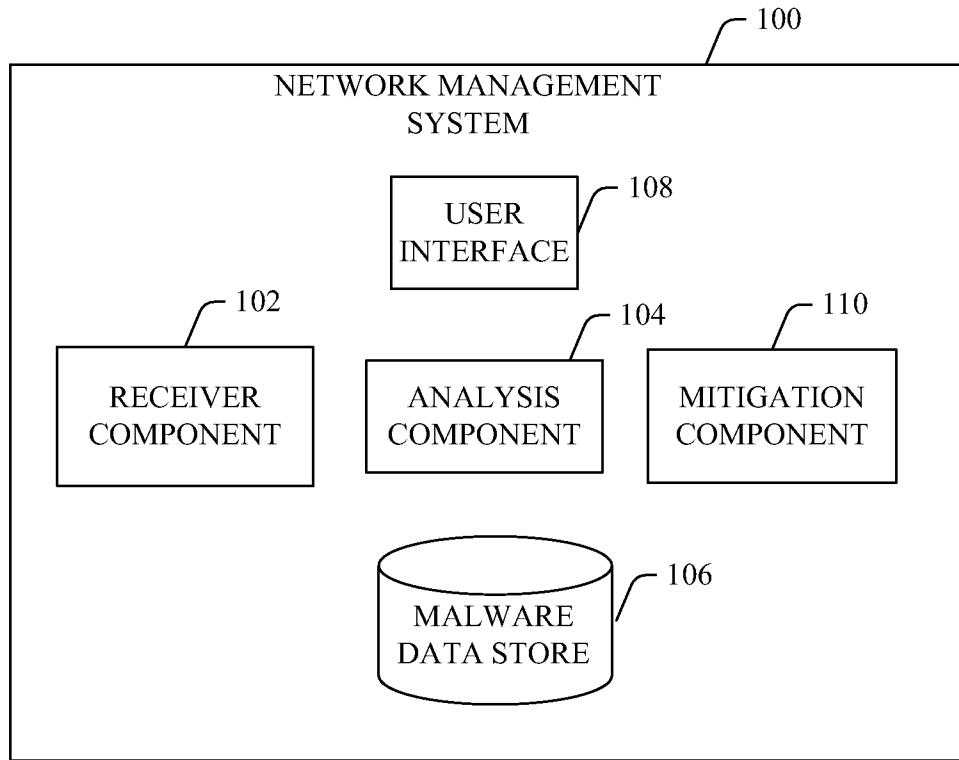 100
NETWORK MANAGEMENT
SYSTEM
108
USER
INTERFACE
102
RECEIVER
COMPONENT
104
ANALYSIS
COMPONENT
110
MITIGATION
COMPONENT
106
MALWARE
DATA STORE